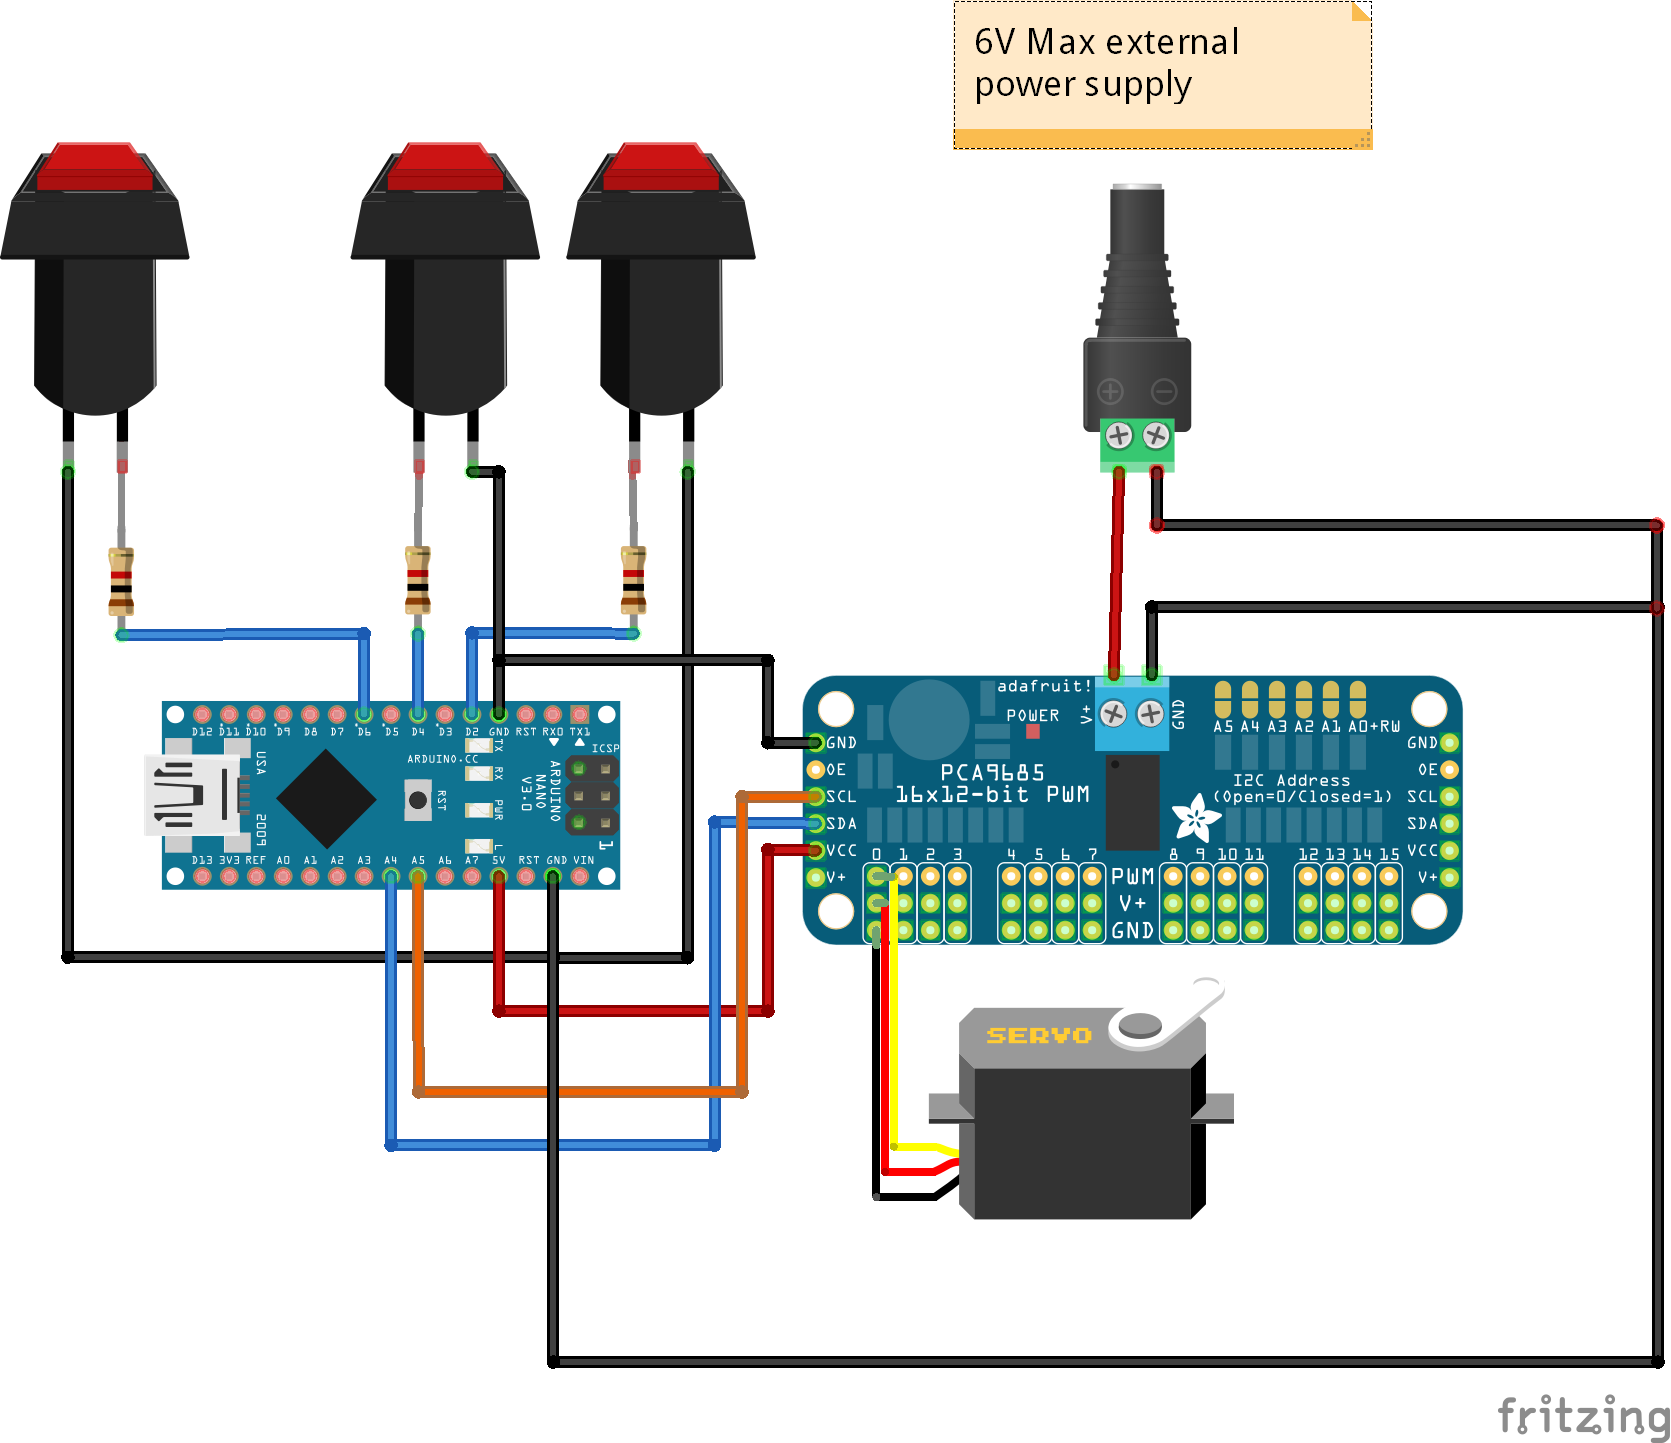 6V Max external
power supply
adafruit!
POWER
V+
GND
A5 A4 A3 A2 A1 A0+RW
D12 D11 D10 D9 D8 D7 D6 D5 D4 D3 D2 GND RST RX0 TX1
TX
RX
PWR
L
ICSP
1
ARDUINO.CC
RST
ARDUINO
NANO
V3.0
USA
2009
D13 3V3 REF A0 A1 A2 A3 A4 A5 A6 A7 5V RST GND VIN
GND
OE
SCL
SDA
VCC
V+
PCA9685
16x12-bit PWM
I2C Address
(Open=0/Closed=1)
GND
OE
SCL
SDA
VCC
V+
0 1 2 3 4 5 6 7 8 9 10 11 12 13 14 15
PWM
V+
GND
SERVO
fritzing